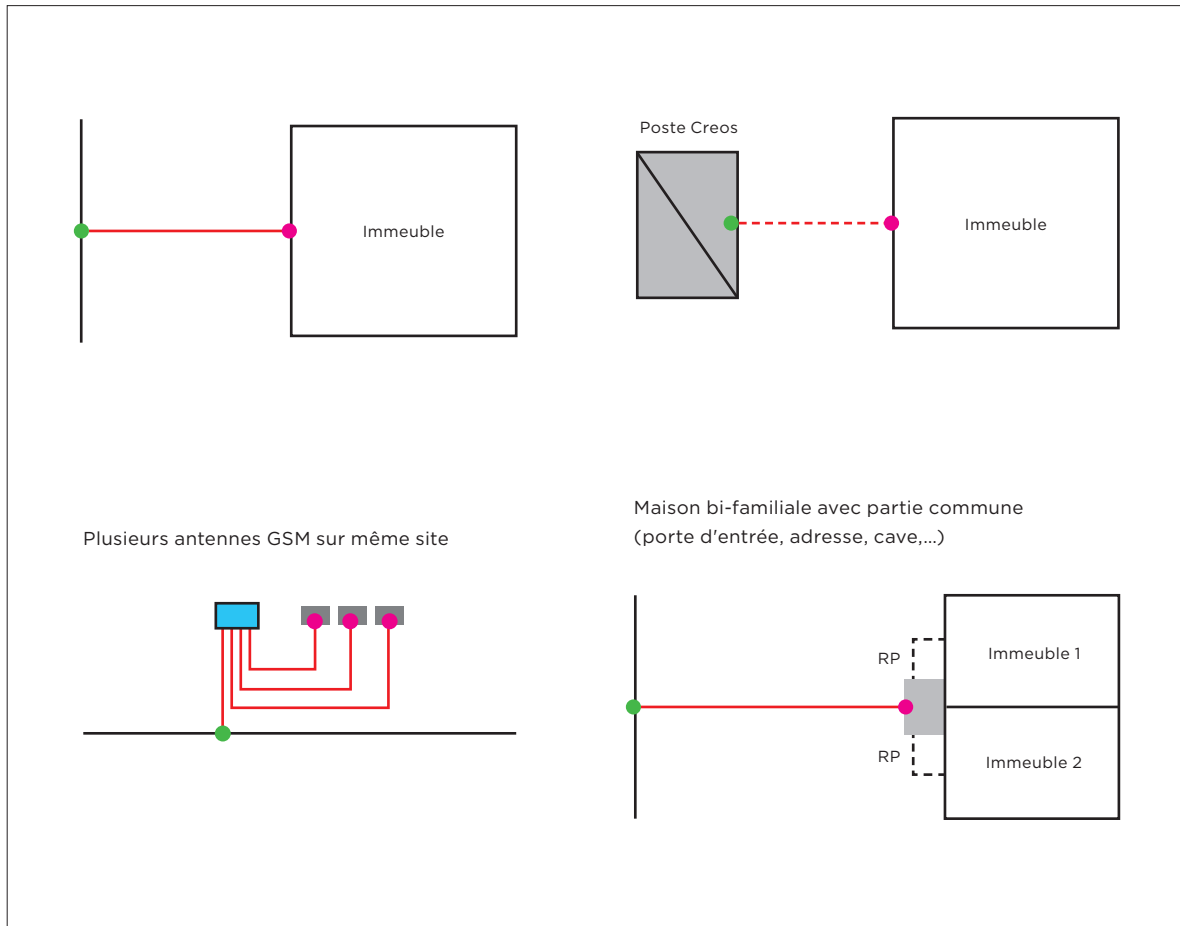 Immeuble
Poste Creos
Immeuble
Plusieurs antennes GSM sur même site
Maison bi-familiale avec partie commune
(porte d'entrée, adresse, cave,...)
RP
Immeuble 1
RP
Immeuble 2